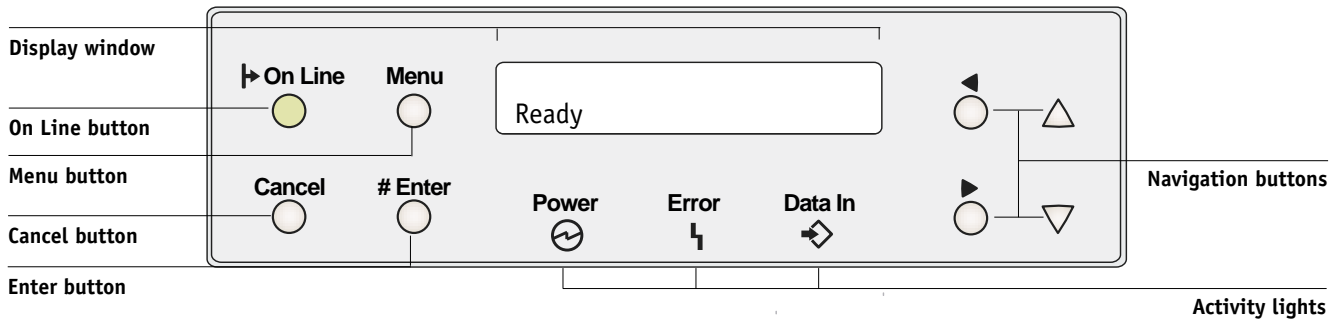 Display window
On Line button
Menu button
Cancel button
Enter button
On Line
Menu
Cancel
# Enter
Ready
Power
Error
Data In
Navigation buttons
Activity lights